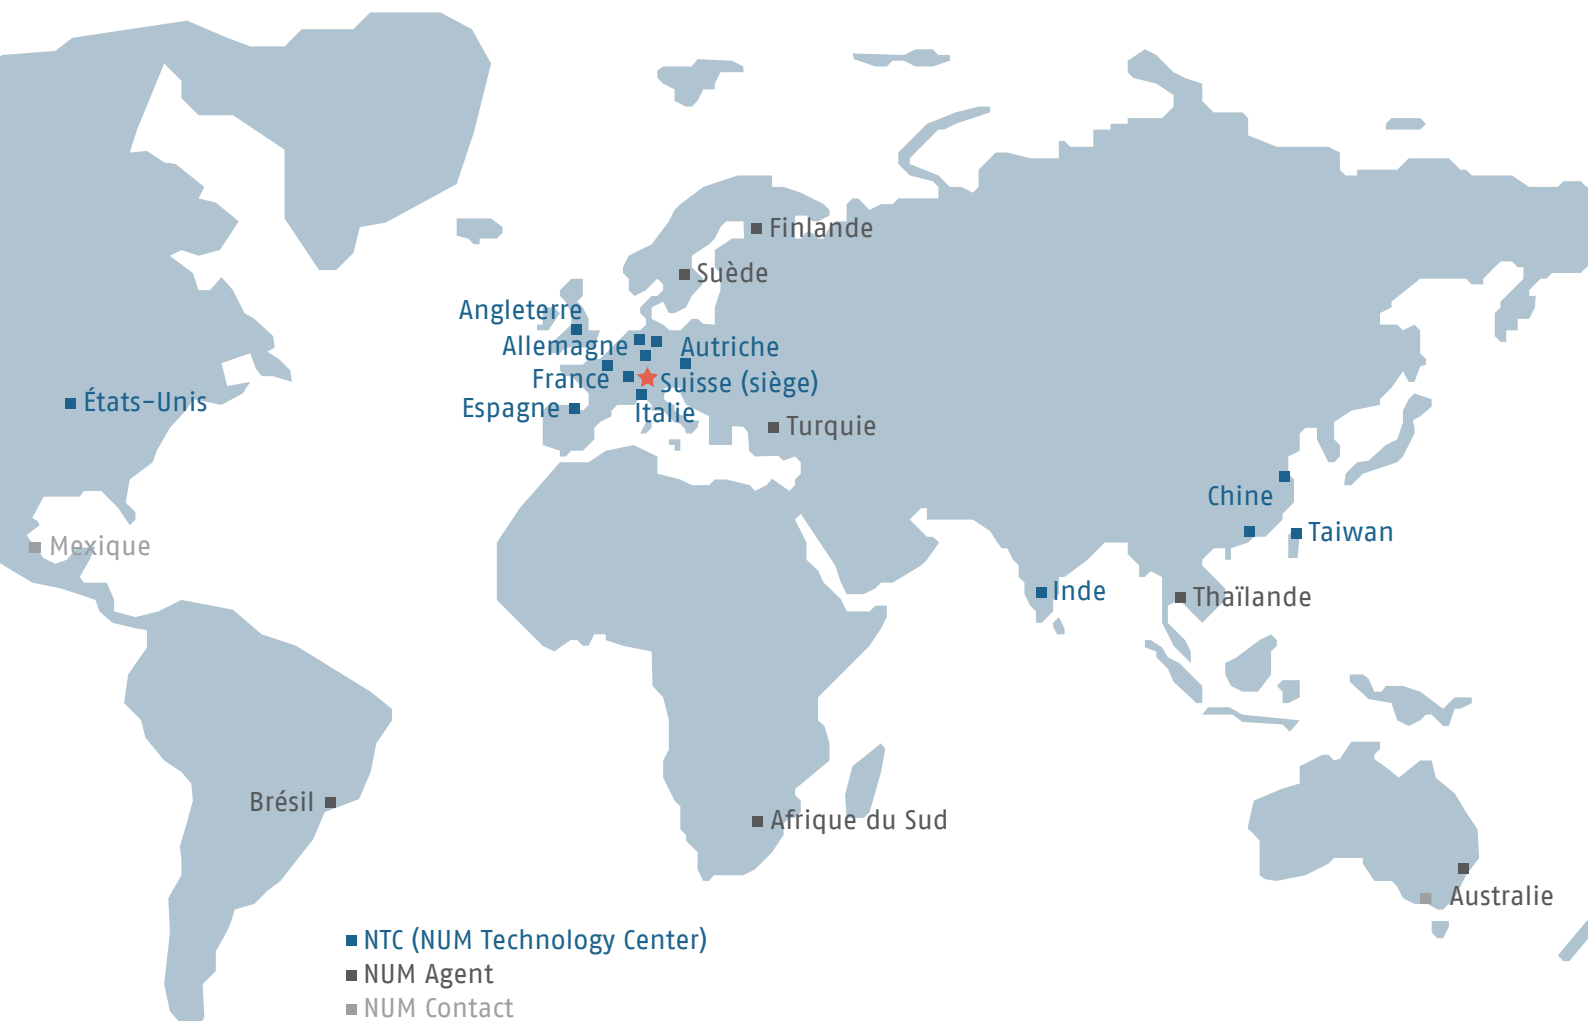 Finlande
Suède
Angleterre
Allemagne
Autriche
France
Suisse (siège)
États-Unis
Espagne
Italie
Turquie
Chine
Taiwan
Mexique
Inde
Thaïlande
Brésil
Afrique du Sud
Australie
NTC (NUM Technology Center)
NUM Agent
NUM Contact